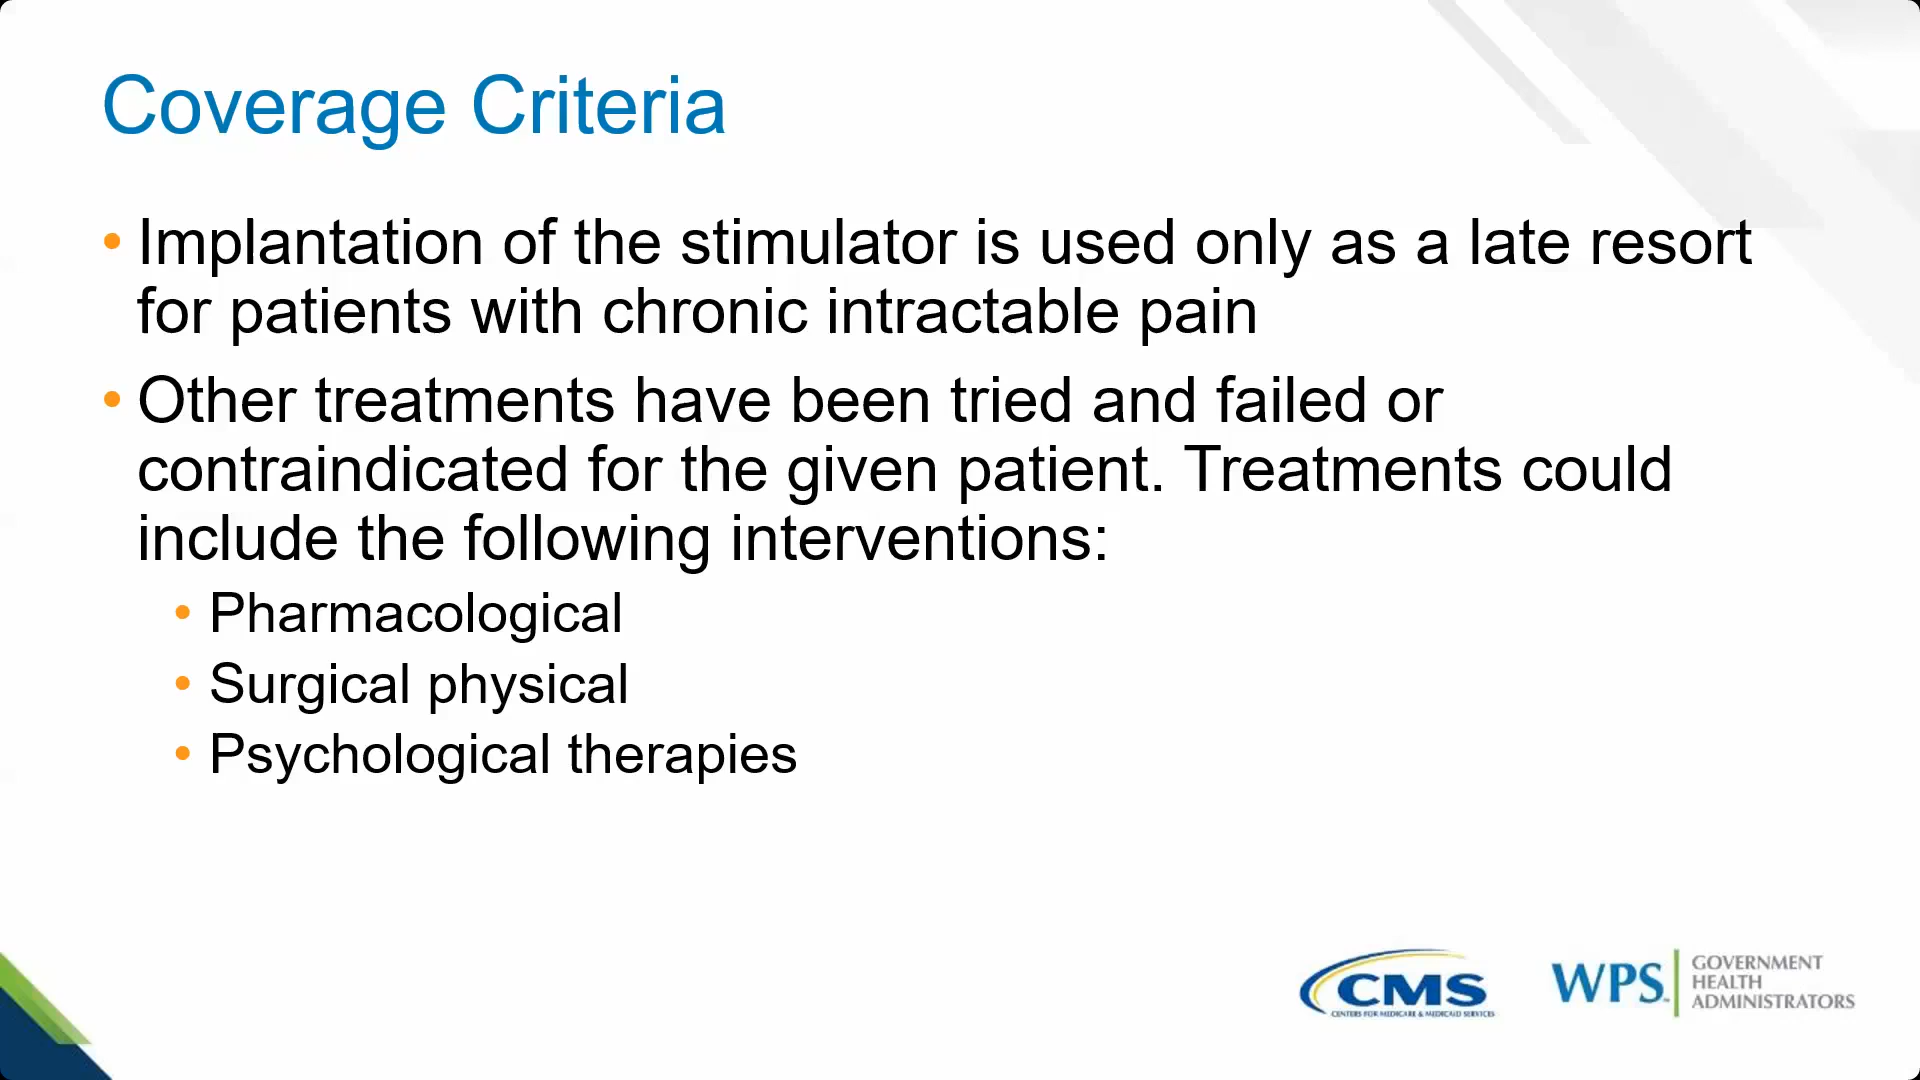 Coverage Criteria
• Implantation of the stimulator is used only as a late resort
for patients with chronic intractable pain
• Other treatments have been tried and failed or
contraindicated for the given patient. Treatments could
include the following interventions:
• Pharmacological
• Surgical physical
• Psychological therapies
CMS
CENTERS FOR MEDICARE & MEDICAID SERVICES
WPS
GOVERNMENT
HEALTH
ADMINISTRATORS